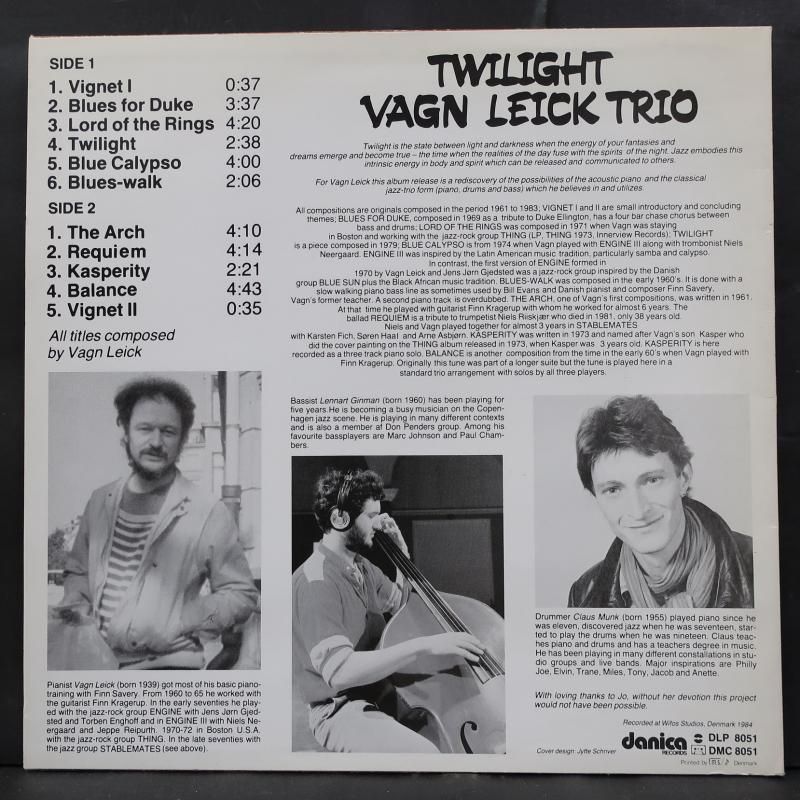 SIDE 1
1. Vignet I 0:37
2. Blues for Duke 3:37
3. Lord of the Rings 4:20
4. Twilight 2:38
5. Blue Calypso 4:00
6. Blues-walk 2:06
SIDE 2
1. The Arch 4:10
2. Requiem 4:14
3. Kasperity 2:21
4. Balance 4:43
5. Vignet II 0:35
All titles composed
by Vagn Leick
TWILIGHT
VAGN LEICK TRIO
Twilight is the state between light and darkness when the energy of your fantasies and
dreams emerge and become true – the time when the realities of the day fuse with the spirits of the night. Jazz embodies this
intrinsic energy in body and spirit which can be released and communicated to others.
For Vagn Leick this album release is a rediscovery of the possibilities of the acoustic piano and the classical
jazz-trio form (piano, drums and bass) which he believes in and utilizes.
All compositions are originals composed in the period 1961 to 1983; VIGNET I and II are small introductory and concluding
themes; BLUES FOR DUKE, composed in 1969 as a tribute to Duke Ellington, has a four bar chase chorus between
bass and drums; LORD OF THE RINGS was composed in 1971 when Vagn was staying
in Boston and working with the jazz-rock group THING (LP, THING 1973, Innerview Records); TWILIGHT
is a piece composed in 1979; BLUE CALYPSO is from 1974 when Vagn played with ENGINE III along with trombonist Niels
Neergaard. ENGINE III was inspired by the Latin American music tradition, particularly samba and calypso.
In contrast, the first version of ENGINE formed in
1970 by Vagn Leick and Jens Jørn Gjedsted was a jazz-rock group inspired by the Danish
group BLUE SUN plus the Black African music tradition. BLUES-WALK was composed in the early 1960's. It is done with a
slow walking piano bass line as sometimes used by Bill Evans and Danish pianist and composer Finn Savery,
Vagn's former teacher. A second piano track is overdubbed. THE ARCH, one of Vagn's first compositions, was written in 1961.
At that time he played with guitarist Finn Kragerup with whom he worked for almost 6 years. The
ballad REQUIEM is a tribute to trumpetist Niels Riiskjær who died in 1981, only 38 years old.
Niels and Vagn played together for almost 3 years in STABLEMATES
with Karsten Fich, Søren Haal and Arne Asbjørn. KASPERITY was written in 1973 and named after Vagn's son Kasper who
did the cover painting on the THING album released in 1973, when Kasper was 3 years old. KASPERITY is here
recorded as a three track piano solo. BALANCE is another composition from the time in the early 60's when Vagn played with
Finn Kragerup. Originally this tune was part of a longer suite but the tune is played here in a
standard trio arrangement with solos by all three players.
Bassist Lennart Ginman (born 1960) has been playing for
five years.He is becoming a busy musician on the Copen-
hagen jazz scene. He is playing in many different contexts
and is also a member af Don Penders group. Among his
favourite bassplayers are Marc Johnson and Paul Cham-
bers.
Drummer Claus Munk (born 1955) played piano since he
was eleven, discovered jazz when he was seventeen, star-
ted to play the drums when he was nineteen. Claus teac-
hes piano and drums and has a teachers degree in music.
He has been playing in many different constallations in stu-
dio groups and live bands. Major inspirations are Philly
Joe, Elvin, Trane, Miles, Tony, Jacob and Anette.
With loving thanks to Jo, without her devotion this project
would not have been possible.
Pianist Vagn Leick (born 1939) got most of his basic piano-
training with Finn Savery. From 1960 to 65 he worked with
the guitarist Finn Kragerup. In the early seventies he play-
ed with the jazz-rock group ENGINE with Jens Jørn Gjed-
sted and Torben Enghoff and in ENGINE III with Niels Ne-
ergaard and Jeppe Reipurth. 1970-72 in Boston U.S.A.
with the jazz-rock group THING. In the late seventies with
the jazz group STABLEMATES (see above).
Recorded at Wifos Studios, Denmark 1984
Cover design: Jytte Schriver
danica
RECORDS
DLP 8051
DMC 8051
Printed by Denmark